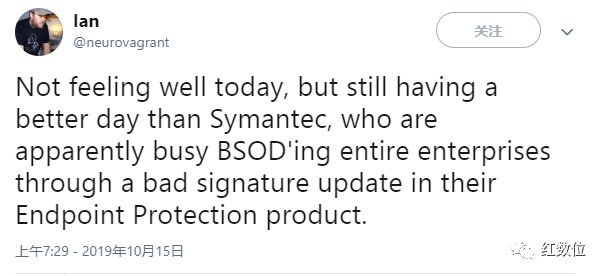 Ian
@neurovagrant
关注
Not feeling well today, but still having a
better day than Symantec, who are
apparently busy BSOD'ing entire enterprises
through a bad signature update in their
Endpoint Protection product.
上午7:29 - 2019年10月15日
红数位